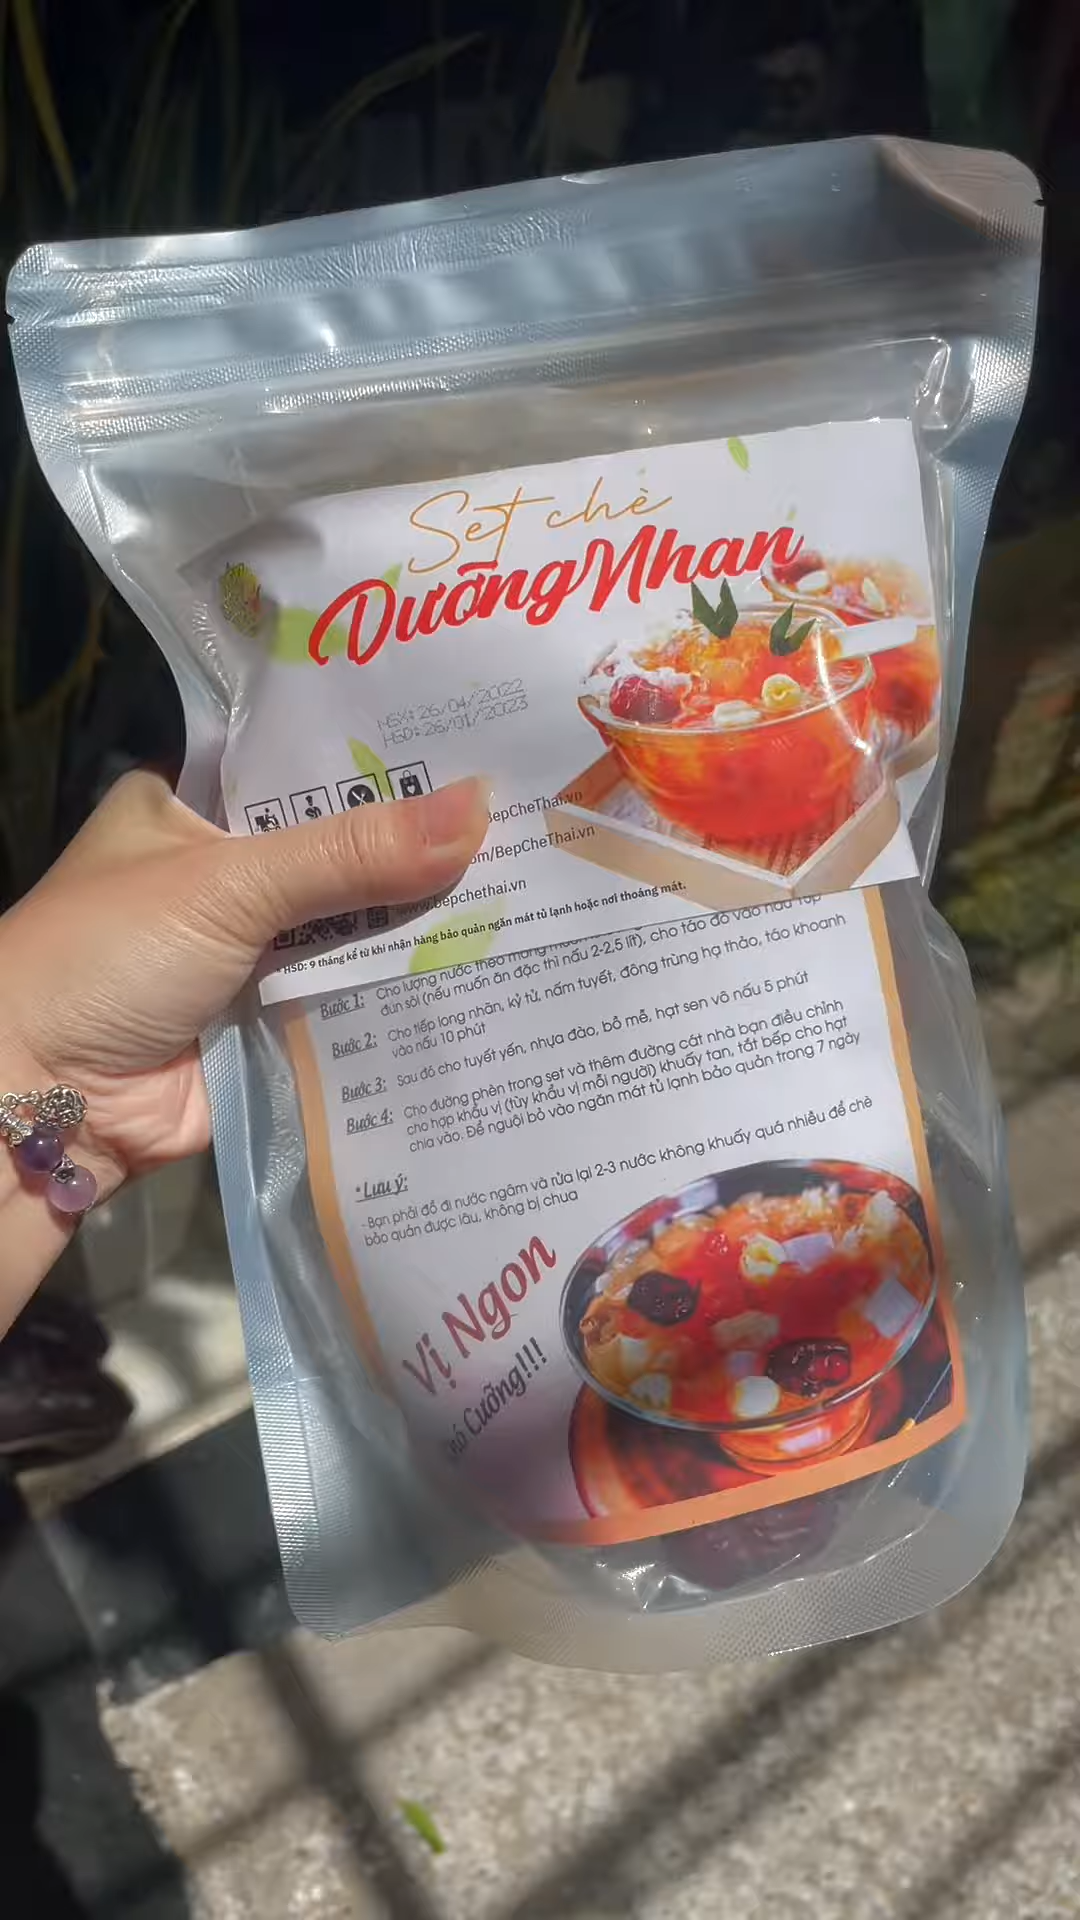 Set chè
Dưỡng Nhan
NSX: 26/04/2022
HSD: 26/01/2023
BepCheThai.vn
om/BepCheThai.vn
www.bepchethai.vn
* HSD: 9 tháng kể từ khi nhận hàng bảo quản ngăn mát tủ lạnh hoặc nơi thoáng mát.
Bước 1: Cho lượng nước theo mong muốn
đun sôi (nếu muốn ăn đặc thì nấu 2-2,5 lít), cho táo đỏ vào nấu 10p
Bước 2: Cho tiếp long nhãn, kỷ tử, nấm tuyết, đông trùng hạ thảo, táo khoanh
vào nấu 10 phút
Bước 3: Sau đó cho tuyết yến, nhựa đào, bồ mễ, hạt sen vô nấu 5 phút
Bước 4: Cho đường phèn trong set và thêm đường cát nhà bạn điều chỉnh
cho hợp khẩu vị (tùy khẩu vị mỗi người) khuấy tan, tắt bếp cho hạt
chia vào. Để nguội bỏ vào ngăn mát tủ lạnh bảo quản trong 7 ngày
* Lưu ý:
- Bạn phải đổ đi nước ngâm và rửa lại 2-3 nước không khuấy quá nhiều để chè
bảo quản được lâu, không bị chua
Vị Ngon
Cưỡng!!!